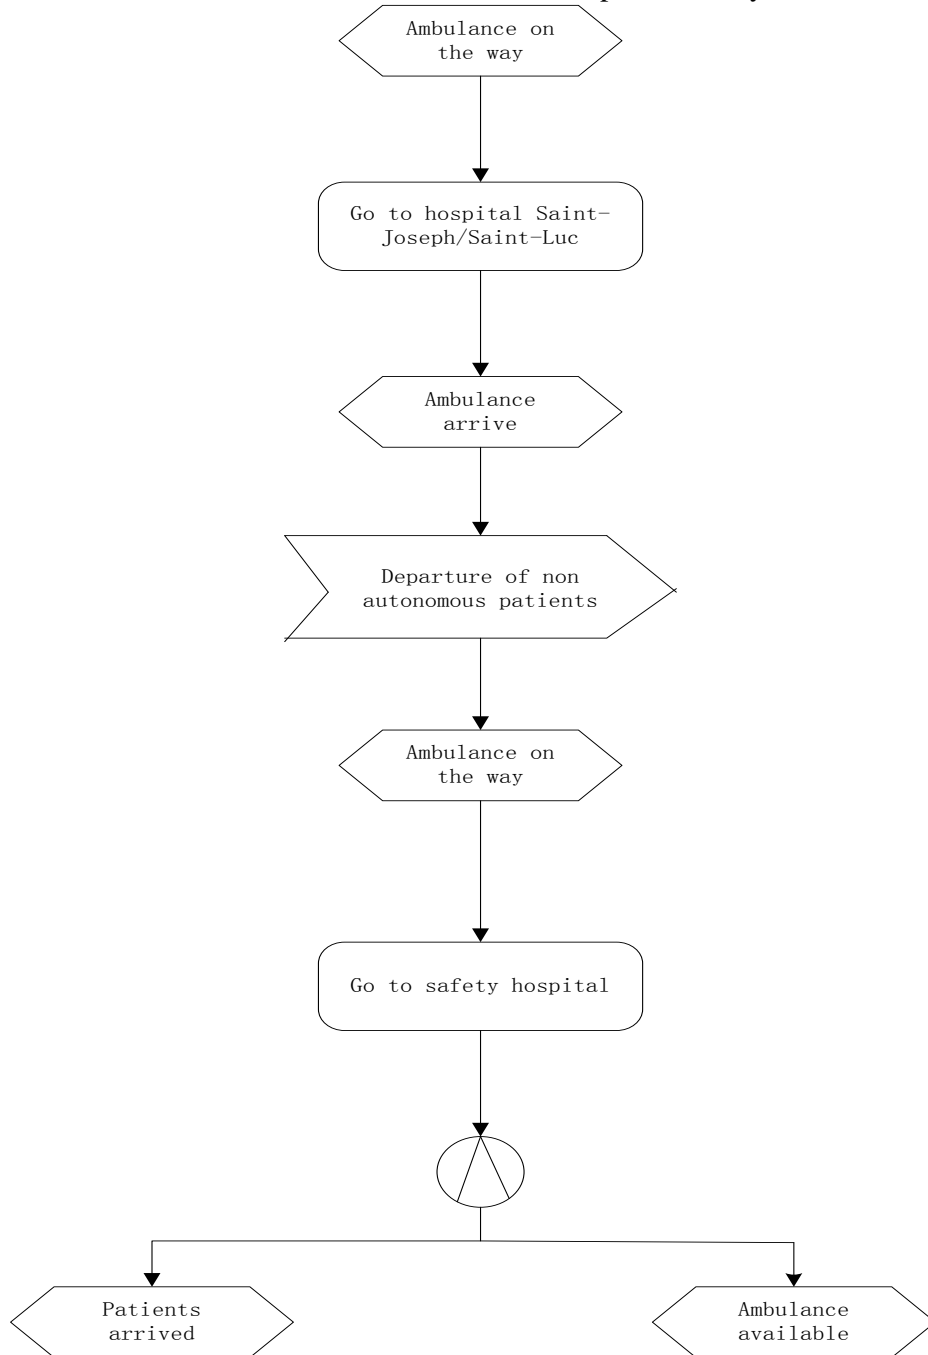 Ambulance on
the way
Go to hospital Saint-
Joseph/Saint-Luc
Ambulance
arrive
Departure of non
autonomous patients
Ambulance on
the way
Go to safety hospital
Patients
arrived
Ambulance
available